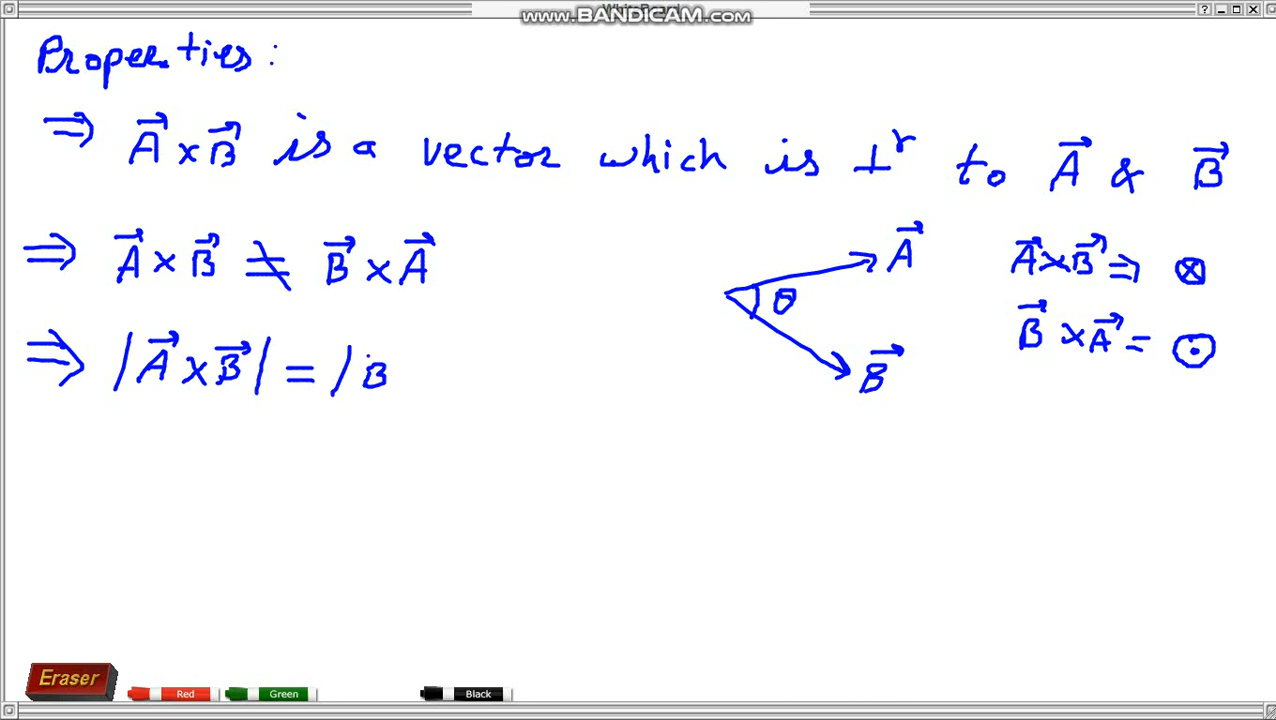 www.BANDICAM.com
Properties:
⇒ A⃗ × B⃗ is a vector which is ⊥r to A⃗ & B⃗
⇒ A⃗ × B⃗ ≠ B⃗ × A⃗
A⃗
θ
B⃗
A⃗ × B⃗ ⇒ ⊗
B⃗ × A⃗ = ⊙
⇒ |A⃗ × B⃗| = |B
Eraser
Red
Green
Black